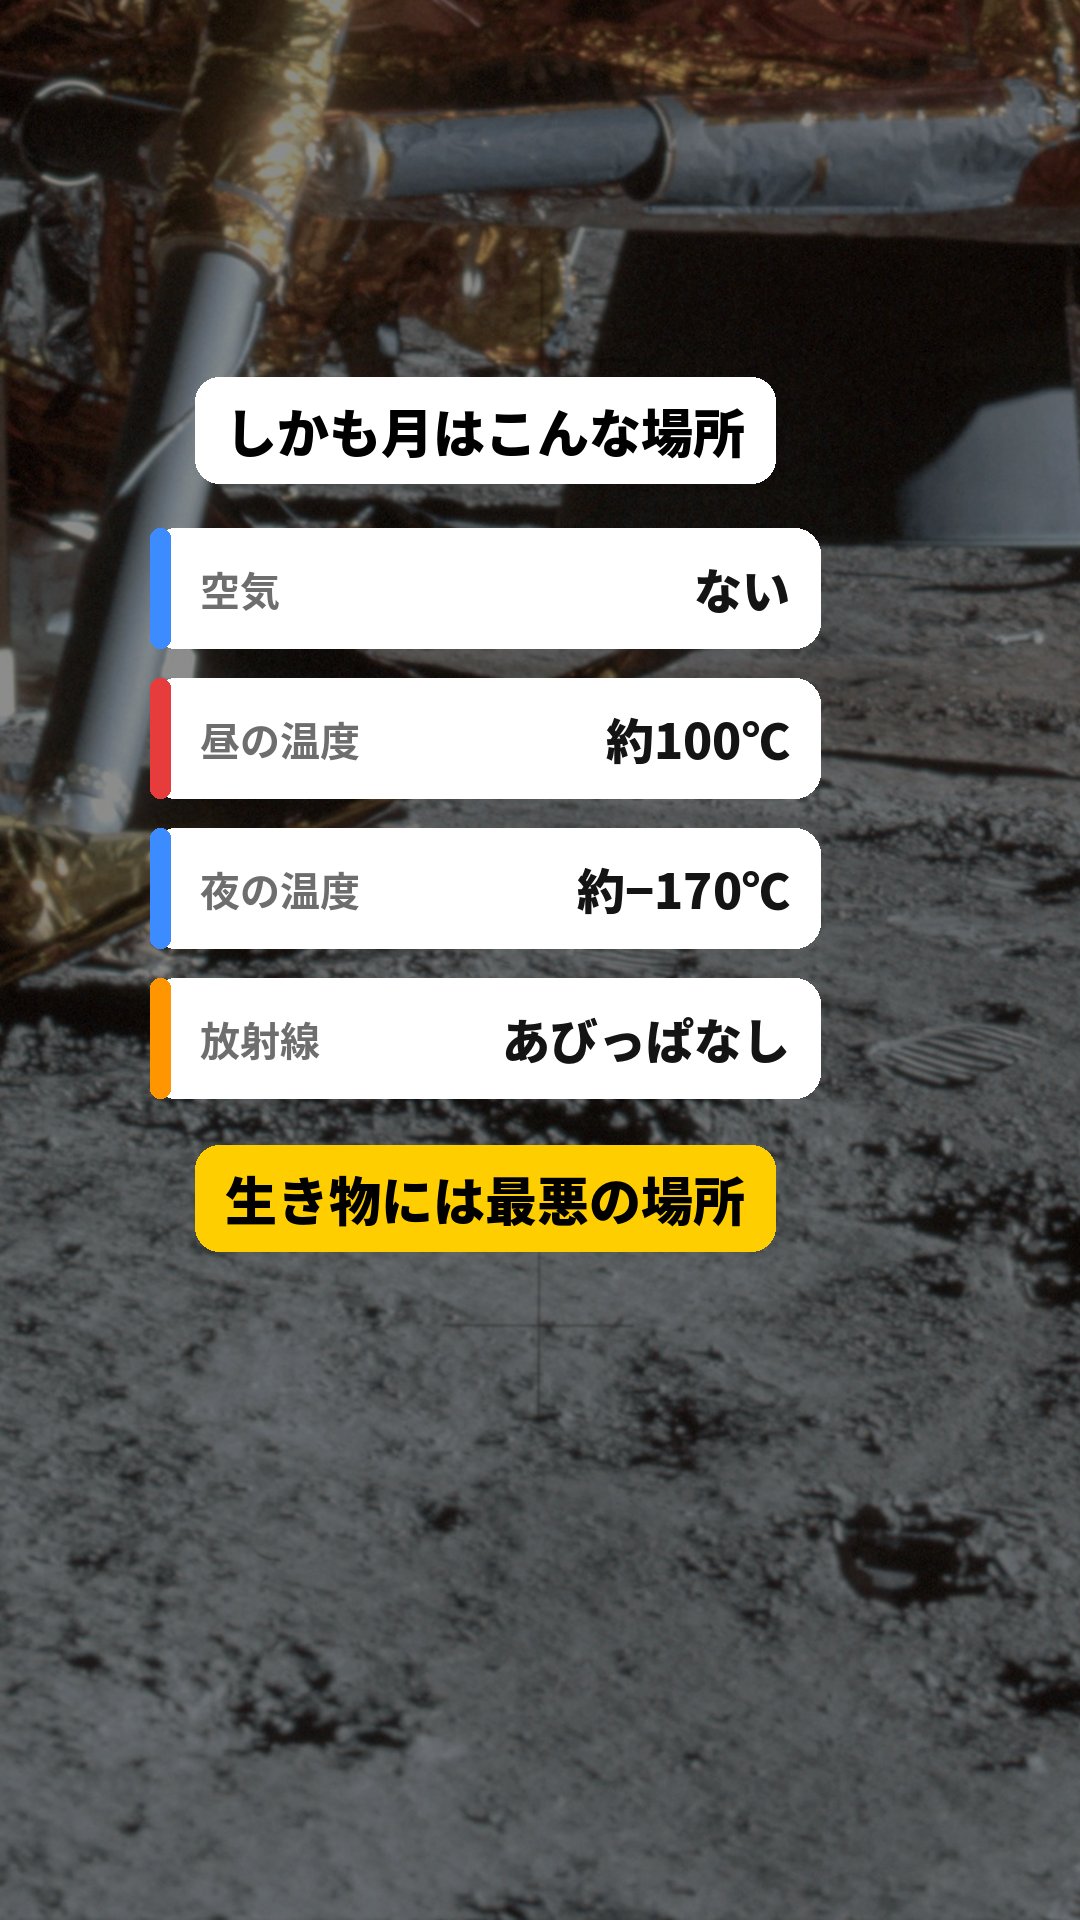 しかも月はこんな場所
空気 ない
昼の温度 約100℃
夜の温度 約−170℃
放射線 あびっぱなし
生き物には最悪の場所